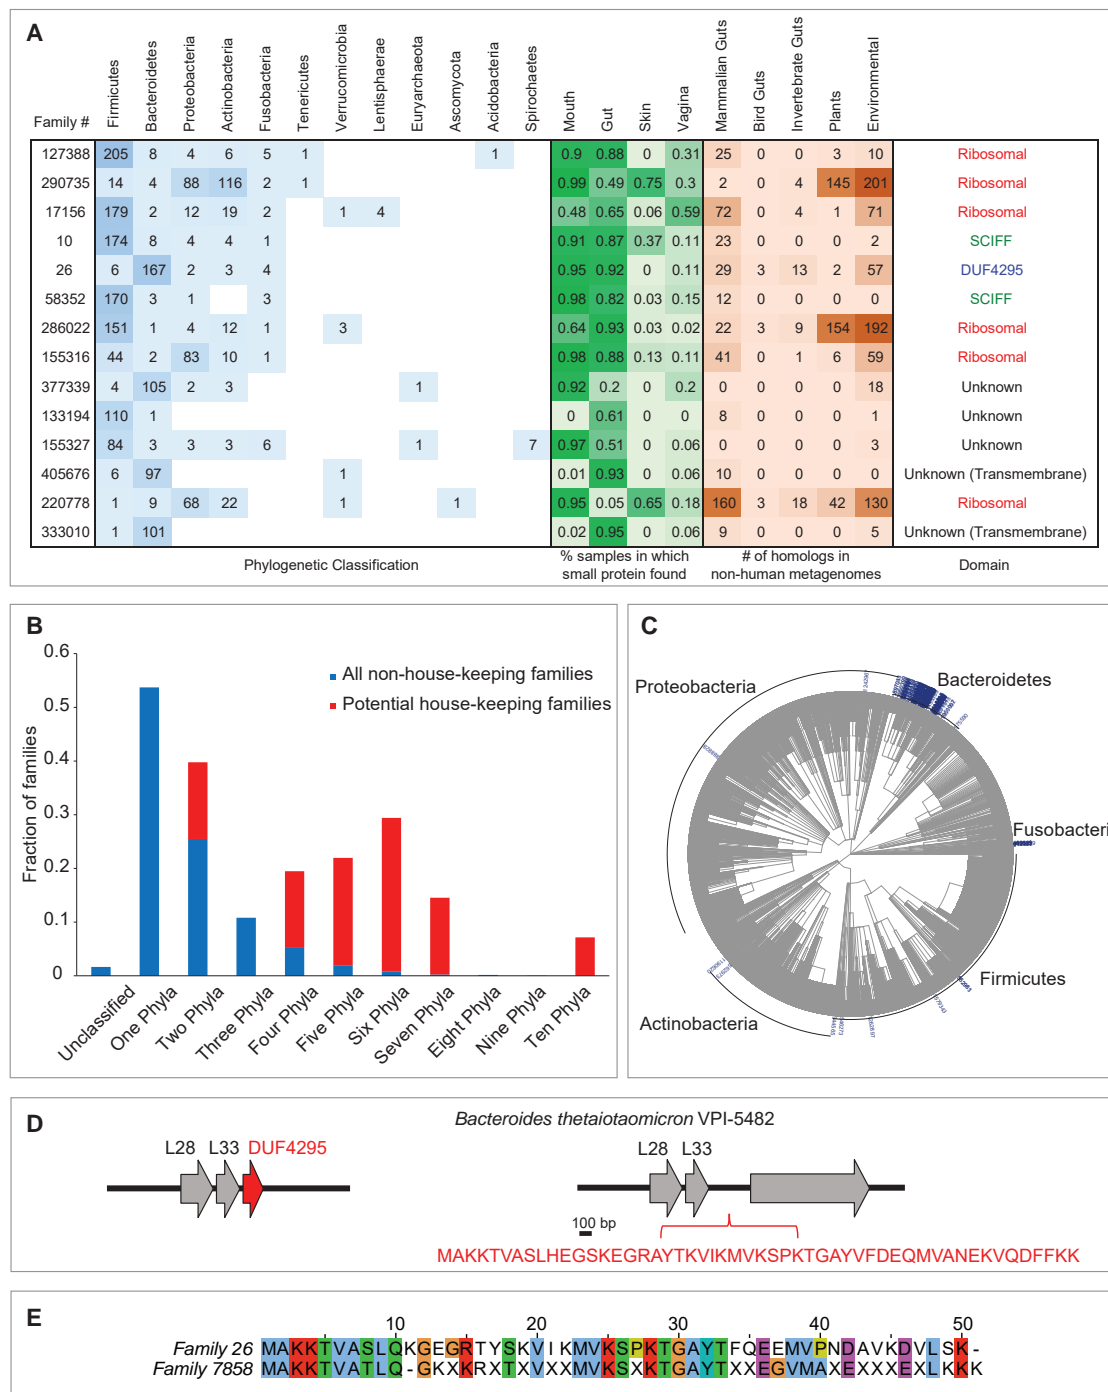 A
Family #
Firmicutes
Bacteroidetes
Proteobacteria
Actinobacteria
Fusobacteria
Tenericutes
Verrucomicrobia
Lentisphaerae
Euryarchaeota
Ascomycota
Acidobacteria
Spirochaetes
Mouth
Gut
Skin
Vagina
Mammalian Guts
Bird Guts
Invertebrate Guts
Plants
Environmental
127388 205 8 4 6 5 1 1 0.9 0.88 0 0.31 25 0 0 3 10 Ribosomal
290735 14 4 88 116 2 1 0.99 0.49 0.75 0.3 2 0 4 145 201 Ribosomal
17156 179 2 12 19 2 1 4 0.48 0.65 0.06 0.59 72 0 4 1 71 Ribosomal
10 174 8 4 4 1 0.91 0.87 0.37 0.11 23 0 0 0 2 SCIFF
26 6 167 2 3 4 0.95 0.92 0 0.11 29 3 13 2 57 DUF4295
58352 170 3 1 3 0.98 0.82 0.03 0.15 12 0 0 0 0 SCIFF
286022 151 1 4 12 1 3 0.64 0.93 0.03 0.02 22 3 9 154 192 Ribosomal
155316 44 2 83 10 1 0.98 0.88 0.13 0.11 41 0 1 6 59 Ribosomal
377339 4 105 2 3 1 0.92 0.2 0 0.2 0 0 0 0 18 Unknown
133194 110 1 0 0.61 0 0 8 0 0 0 1 Unknown
155327 84 3 3 3 6 1 7 0.97 0.51 0 0.06 0 0 0 0 3 Unknown
405676 6 97 1 0.01 0.93 0 0.06 10 0 0 0 0 Unknown (Transmembrane)
220778 1 9 68 22 1 1 0.95 0.05 0.65 0.18 160 3 18 42 130 Ribosomal
333010 1 101 0.02 0.95 0 0.06 9 0 0 0 5 Unknown (Transmembrane)
Phylogenetic Classification
% samples in which
small protein found
# of homologs in
non-human metagenomes
Domain
B
Fraction of families
0.6
0.5
0.4
0.3
0.2
0.1
0
All non-house-keeping families
Potential house-keeping families
Unclassified
One Phyla
Two Phyla
Three Phyla
Four Phyla
Five Phyla
Six Phyla
Seven Phyla
Eight Phyla
Nine Phyla
Ten Phyla
C
Proteobacteria
Bacteroidetes
Fusobacteri
Firmicutes
Actinobacteria
D
Bacteroides thetaiotaomicron VPI-5482
L28 L33 DUF4295
L28 L33
100 bp
MAKKTVASLHEGSKEGRAYTKVIKMVKSPKTGAYVFDEQMVANEKVQDFFKK
E
10 20 30 40 50
Family 26 MAKKTVASLQKGEGRTYSKVIKMVKSPKTGAYTFQEEMVPNDAVKDVLSK-
Family 7858 MAKKTVATLQ-GKXKRXTXVXXMVKSXKTGAYTXXEGVMAXDEXXXEXLKK